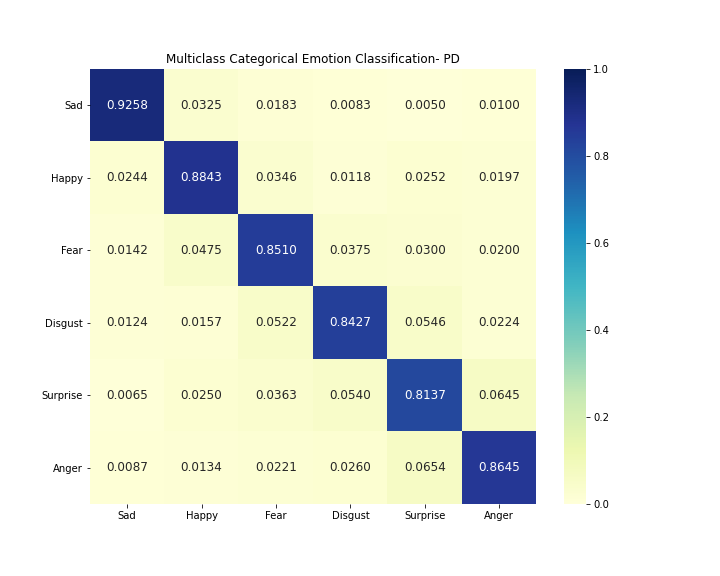 Multiclass Categorical Emotion Classification- PD
Sad 0.9258 0.0325 0.0183 0.0083 0.0050 0.0100
Happy 0.0244 0.8843 0.0346 0.0118 0.0252 0.0197
Fear 0.0142 0.0475 0.8510 0.0375 0.0300 0.0200
Disgust 0.0124 0.0157 0.0522 0.8427 0.0546 0.0224
Surprise 0.0065 0.0250 0.0363 0.0540 0.8137 0.0645
Anger 0.0087 0.0134 0.0221 0.0260 0.0654 0.8645
Sad Happy Fear Disgust Surprise Anger
1.0
0.8
0.6
0.4
0.2
0.0